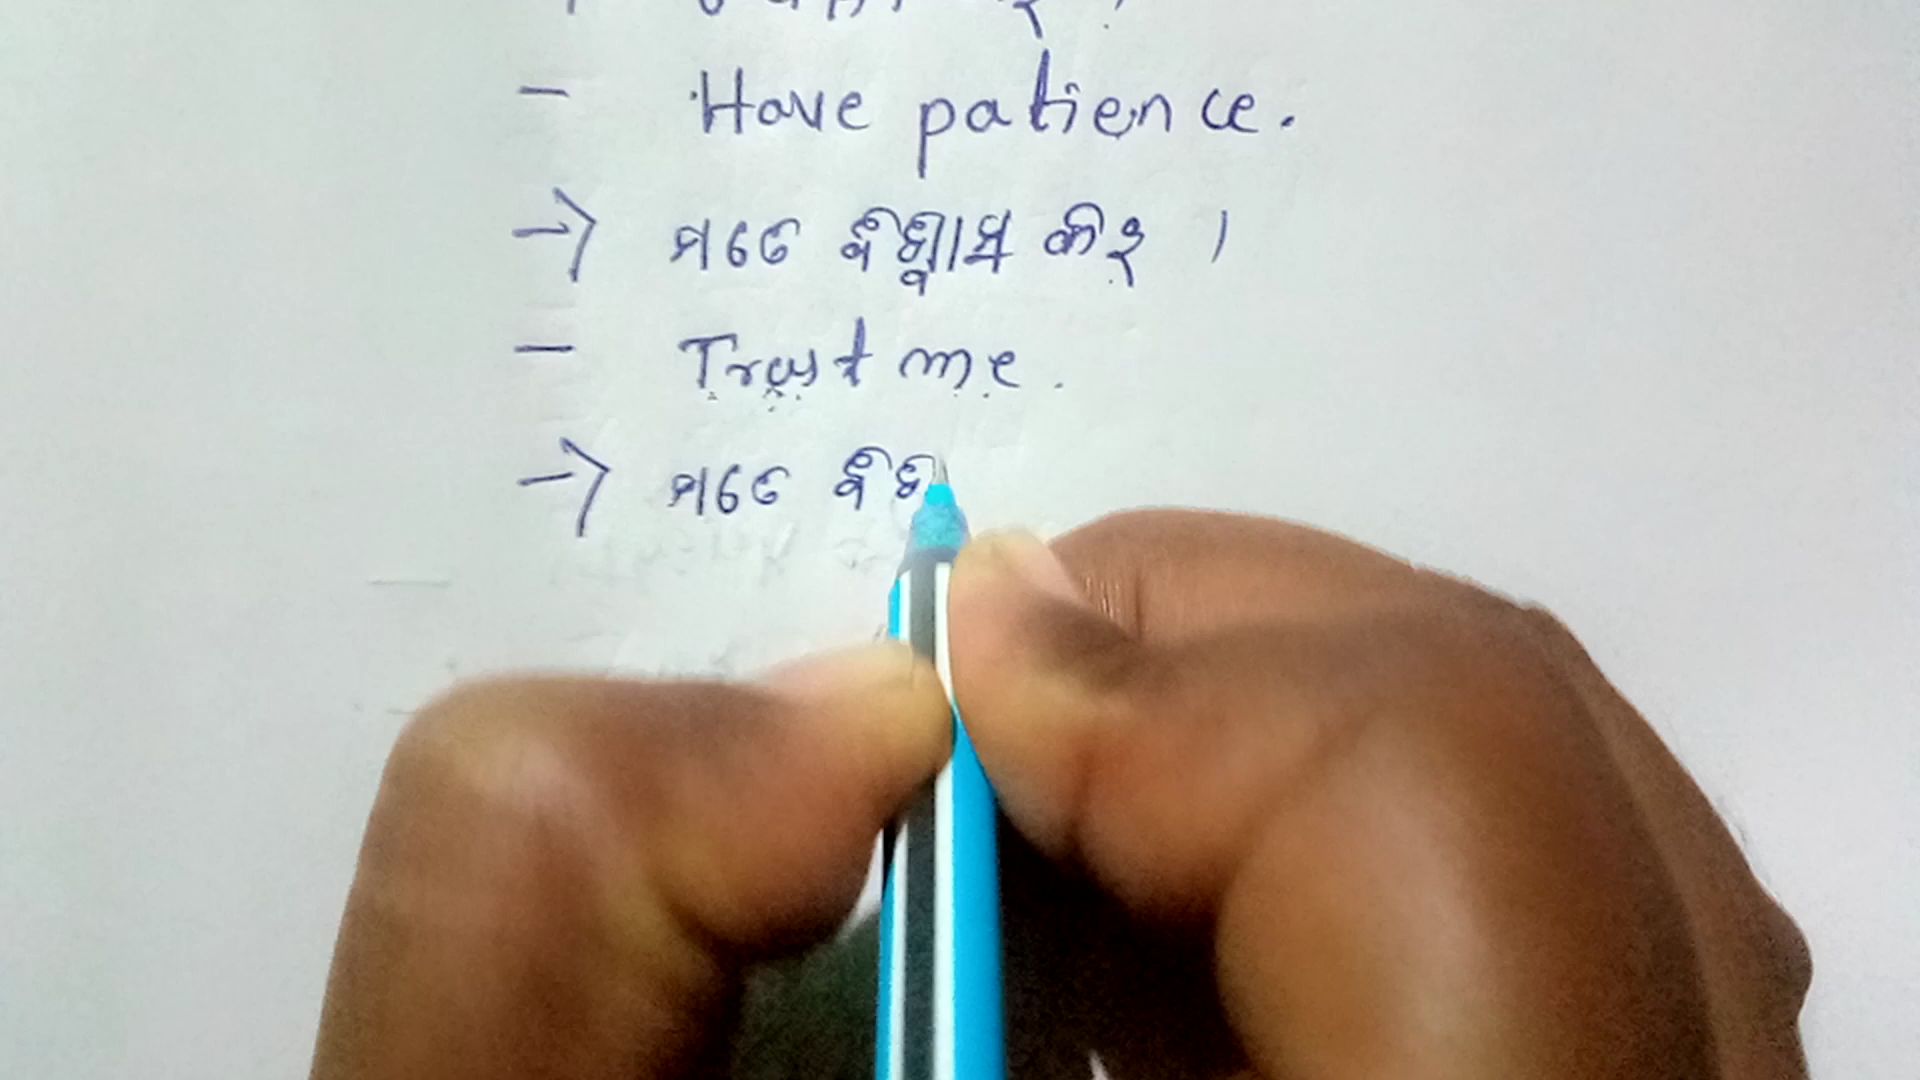 - Have patience.
→ ମତେ ବିଶ୍ୱାସ କର ।
- Trust me.
→ ମତେ